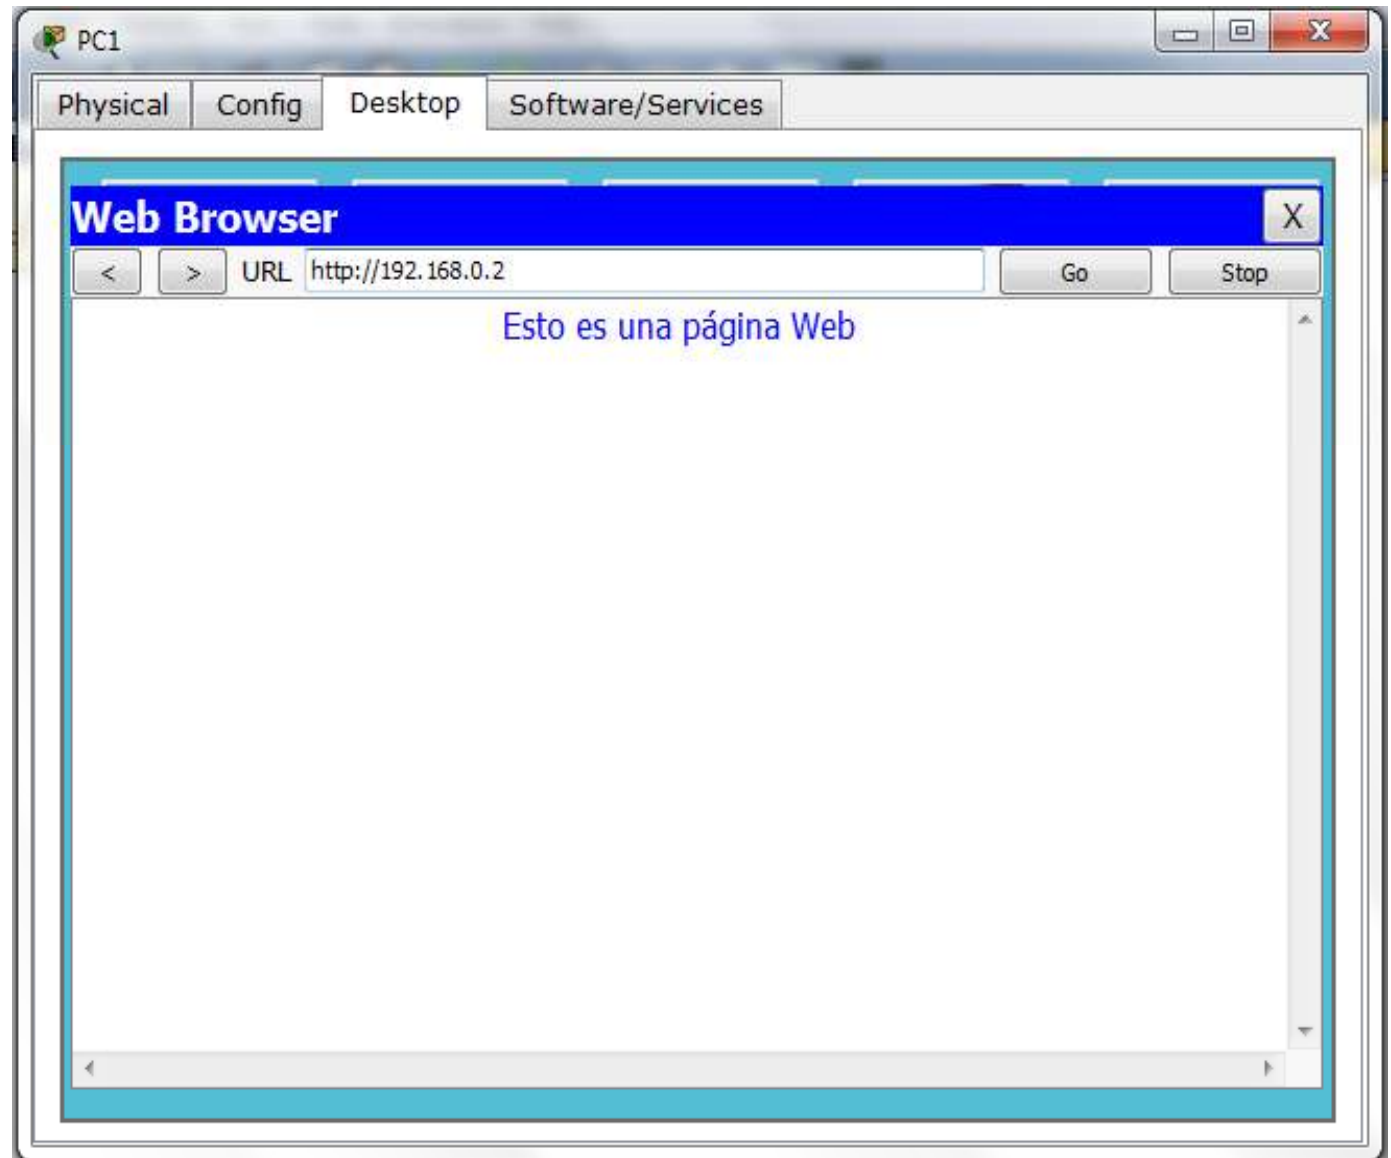 PC1
Physical Config Desktop Software/Services
Web Browser X
< > URL http://192.168.0.2 Go Stop
Esto es una página Web